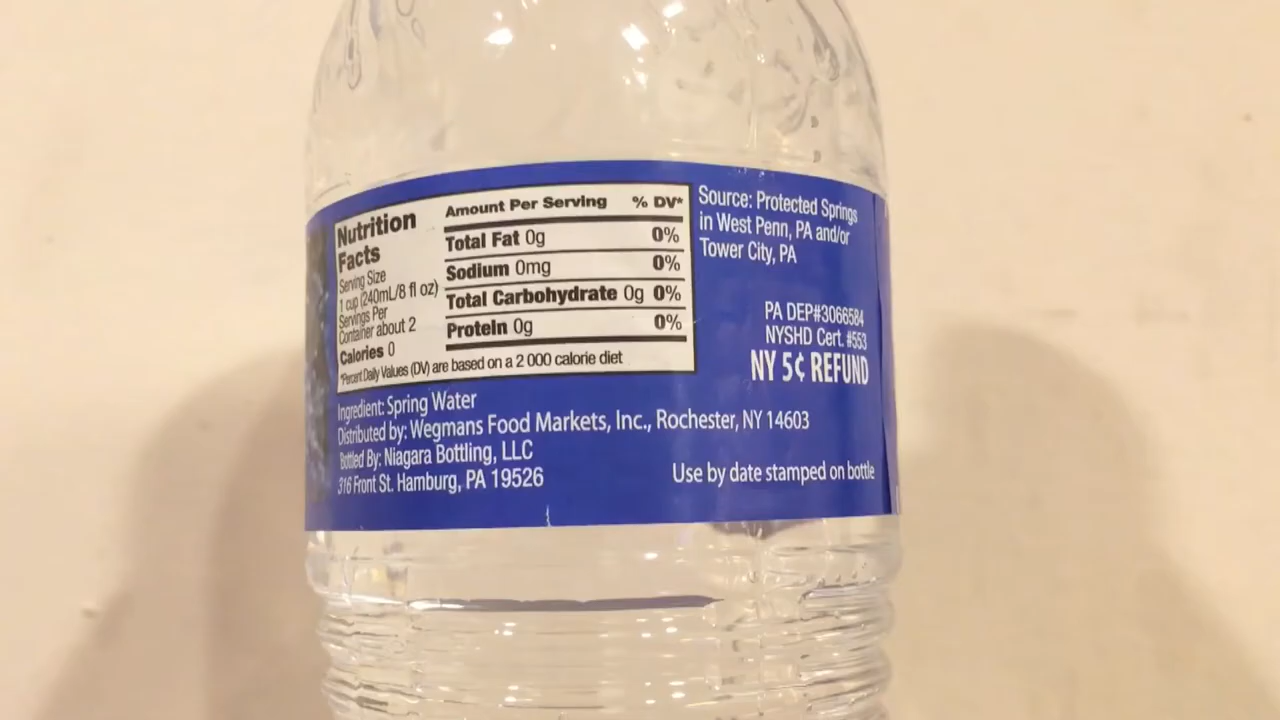 Nutrition
Facts
Serving Size
1 cup (240mL/8 fl oz)
Servings Per
Container about 2
Calories 0
Amount Per Serving % DV*
Total Fat 0g 0%
Sodium 0mg 0%
Total Carbohydrate 0g 0%
Protein 0g 0%
*Percent Daily Values (DV) are based on a 2 000 calorie diet
Source: Protected Springs
in West Penn, PA and/or
Tower City, PA
PA DEP#3066584
NYSHD Cert. #553
NY 5¢ REFUND
Ingredient: Spring Water
Distributed by: Wegmans Food Markets, Inc., Rochester, NY 14603
Bottled By: Niagara Bottling, LLC
316 Front St. Hamburg, PA 19526
Use by date stamped on bottle